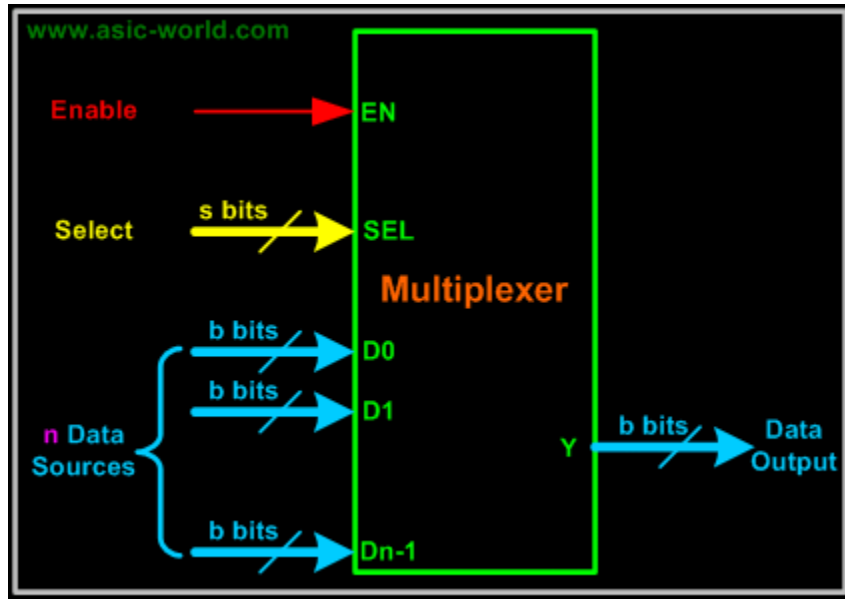 www.asic-world.com
Enable
EN
s bits
Select
SEL
Multiplexer
b bits
D0
b bits
D1
n Data
Sources
b bits
Dn-1
Y
b bits
Data
Output